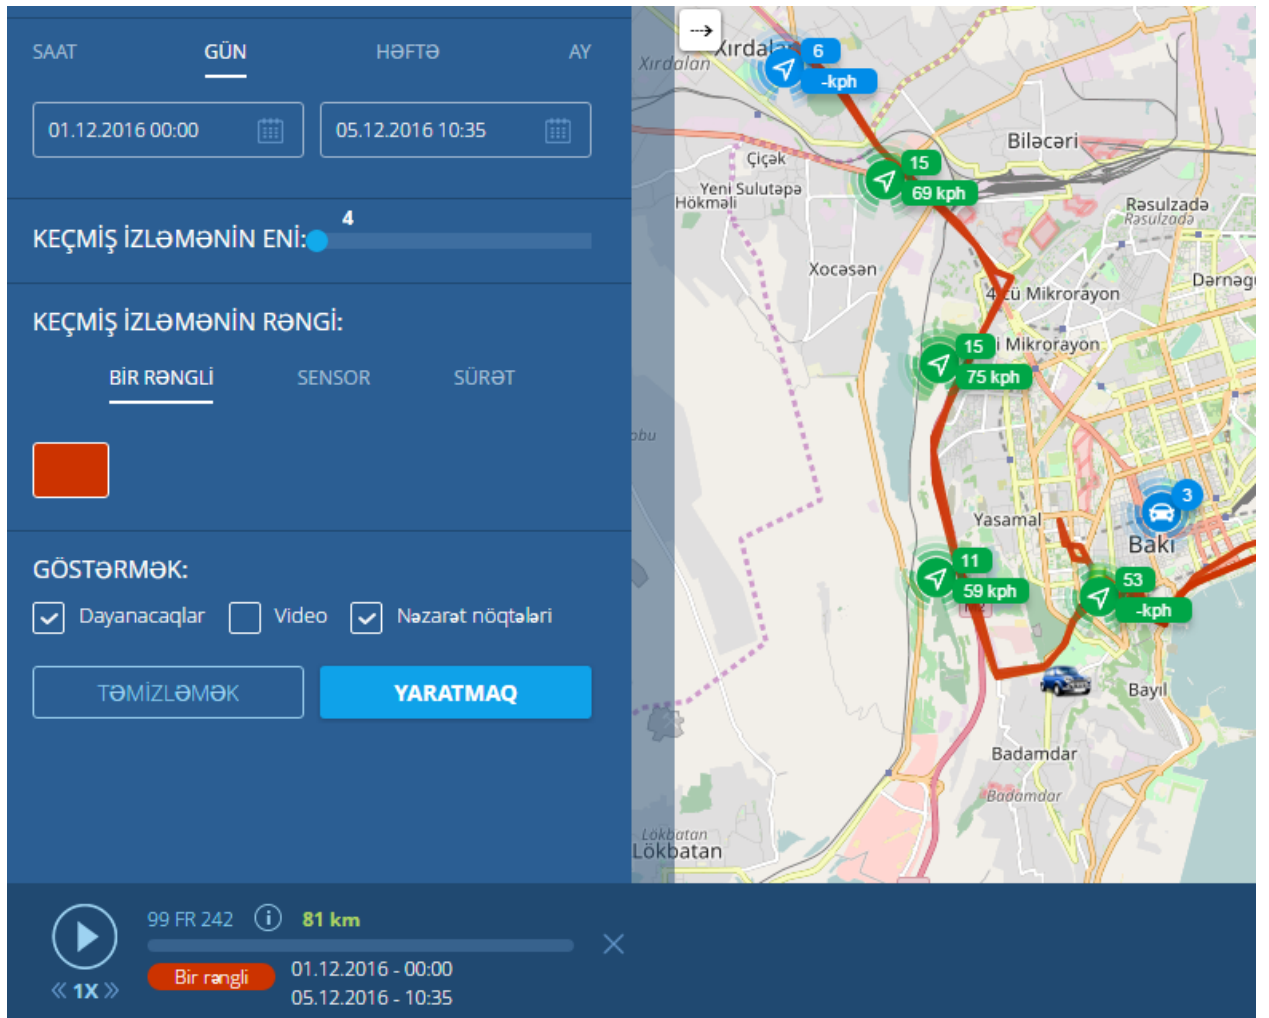 SAAT GÜN HƏFTƏ AY
01.12.2016 00:00 05.12.2016 10:35
4
KEÇMİŞ İZLƏMƏNİN ENİ:
KEÇMİŞ İZLƏMƏNİN RƏNGİ:
BİR RƏNGLİ SENSOR SÜRƏT
GÖSTƏRMƏK:
Dayanacaqlar Video Nəzarət nöqtələri
TƏMİZLƏMƏK YARATMAQ
99 FR 242 81 km
Bir rəngli 01.12.2016 - 00:00
05.12.2016 - 10:35
1X
Xırdalan
6
-kph
Biləcəri
15
69 kph
Çiçək
Yeni Sulutəpə
Hökməli
Rəsulzadə
Rəsulzadə
Xocəsən
Mikrorayon
15
Mikrorayon
75 kph
3
Yasamal
Bakı
11
59 kph
53
-kph
Bayıl
Badamdar
Badamdar
Lökbatan
Lökbatan